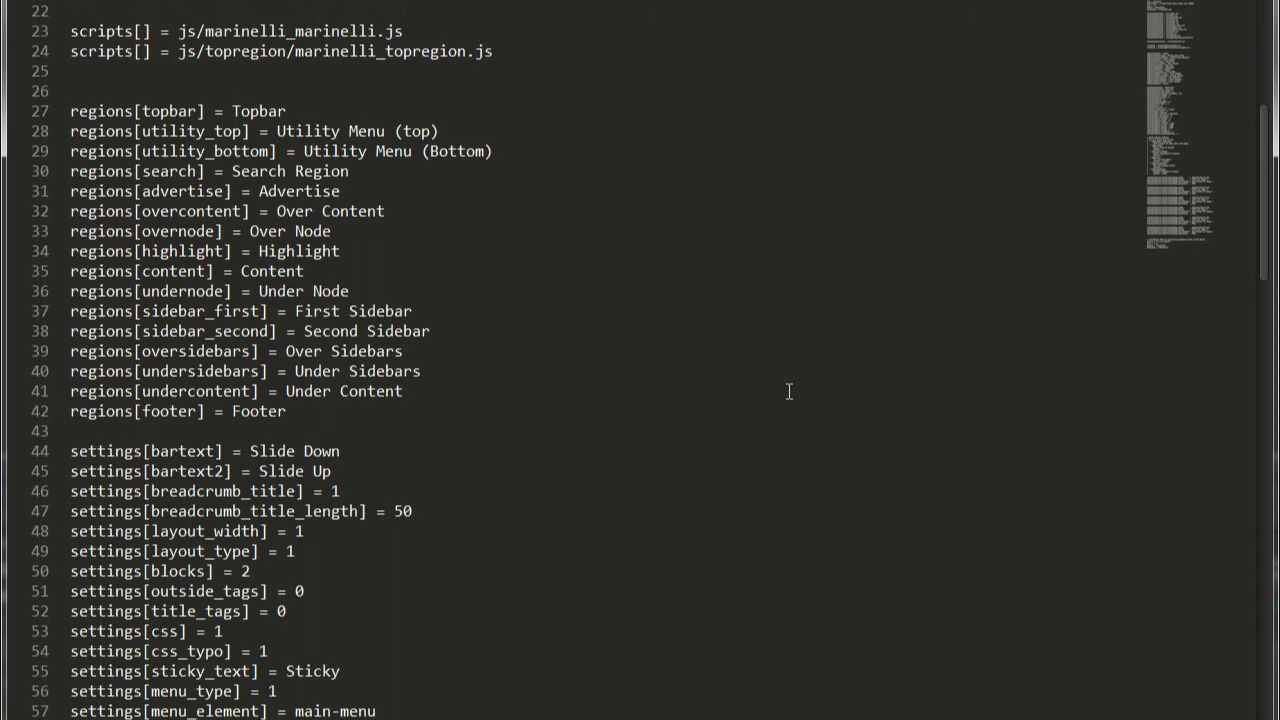 22
23 scripts[] = js/marinelli_marinelli.js
24 scripts[] = js/topregion/marinelli_topregion.js
25
26
27 regions[topbar] = Topbar
28 regions[utility_top] = Utility Menu (top)
29 regions[utility_bottom] = Utility Menu (Bottom)
30 regions[search] = Search Region
31 regions[advertise] = Advertise
32 regions[overcontent] = Over Content
33 regions[overnode] = Over Node
34 regions[highlight] = Highlight
35 regions[content] = Content
36 regions[undernode] = Under Node
37 regions[sidebar_first] = First Sidebar
38 regions[sidebar_second] = Second Sidebar
39 regions[oversidebars] = Over Sidebars
40 regions[undersidebars] = Under Sidebars
41 regions[undercontent] = Under Content
42 regions[footer] = Footer
43
44 settings[bartext] = Slide Down
45 settings[bartext2] = Slide Up
46 settings[breadcrumb_title] = 1
47 settings[breadcrumb_title_length] = 50
48 settings[layout_width] = 1
49 settings[layout_type] = 1
50 settings[blocks] = 2
51 settings[outside_tags] = 0
52 settings[title_tags] = 0
53 settings[css] = 1
54 settings[css_typo] = 1
55 settings[sticky_text] = Sticky
56 settings[menu_type] = 1
57 settings[menu_element] = main-menu